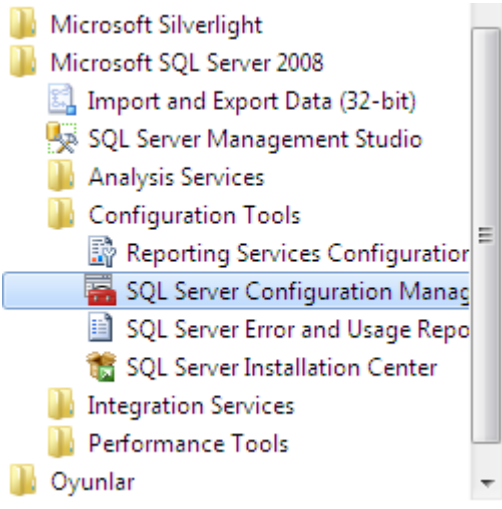 Microsoft Silverlight
Microsoft SQL Server 2008
Import and Export Data (32-bit)
SQL Server Management Studio
Analysis Services
Configuration Tools
Reporting Services Configuration
SQL Server Configuration Manag
SQL Server Error and Usage Repo
SQL Server Installation Center
Integration Services
Performance Tools
Oyunlar